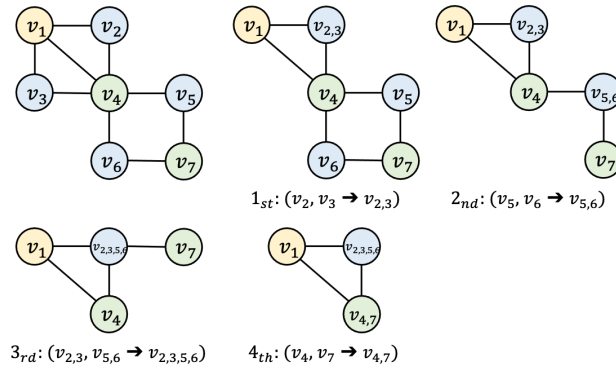 v₁ v₂ v₁ v₂,₃ v₁ v₂,₃
v₃ v₄ v₅ v₄ v₅ v₄ v₅,₆
v₆ v₇ v₆ v₇ v₇
1ₛₜ: (v₂, v₃ ➔ v₂,₃) 2ₙd: (v₅, v₆ ➔ v₅,₆)
v₁ v₂,₃,₅,₆ v₇ v₁ v₂,₃,₅,₆
v₄ v₄,₇
3ᵣd: (v₂,₃, v₅,₆ ➔ v₂,₃,₅,₆) 4ₜₕ: (v₄, v₇ ➔ v₄,₇)